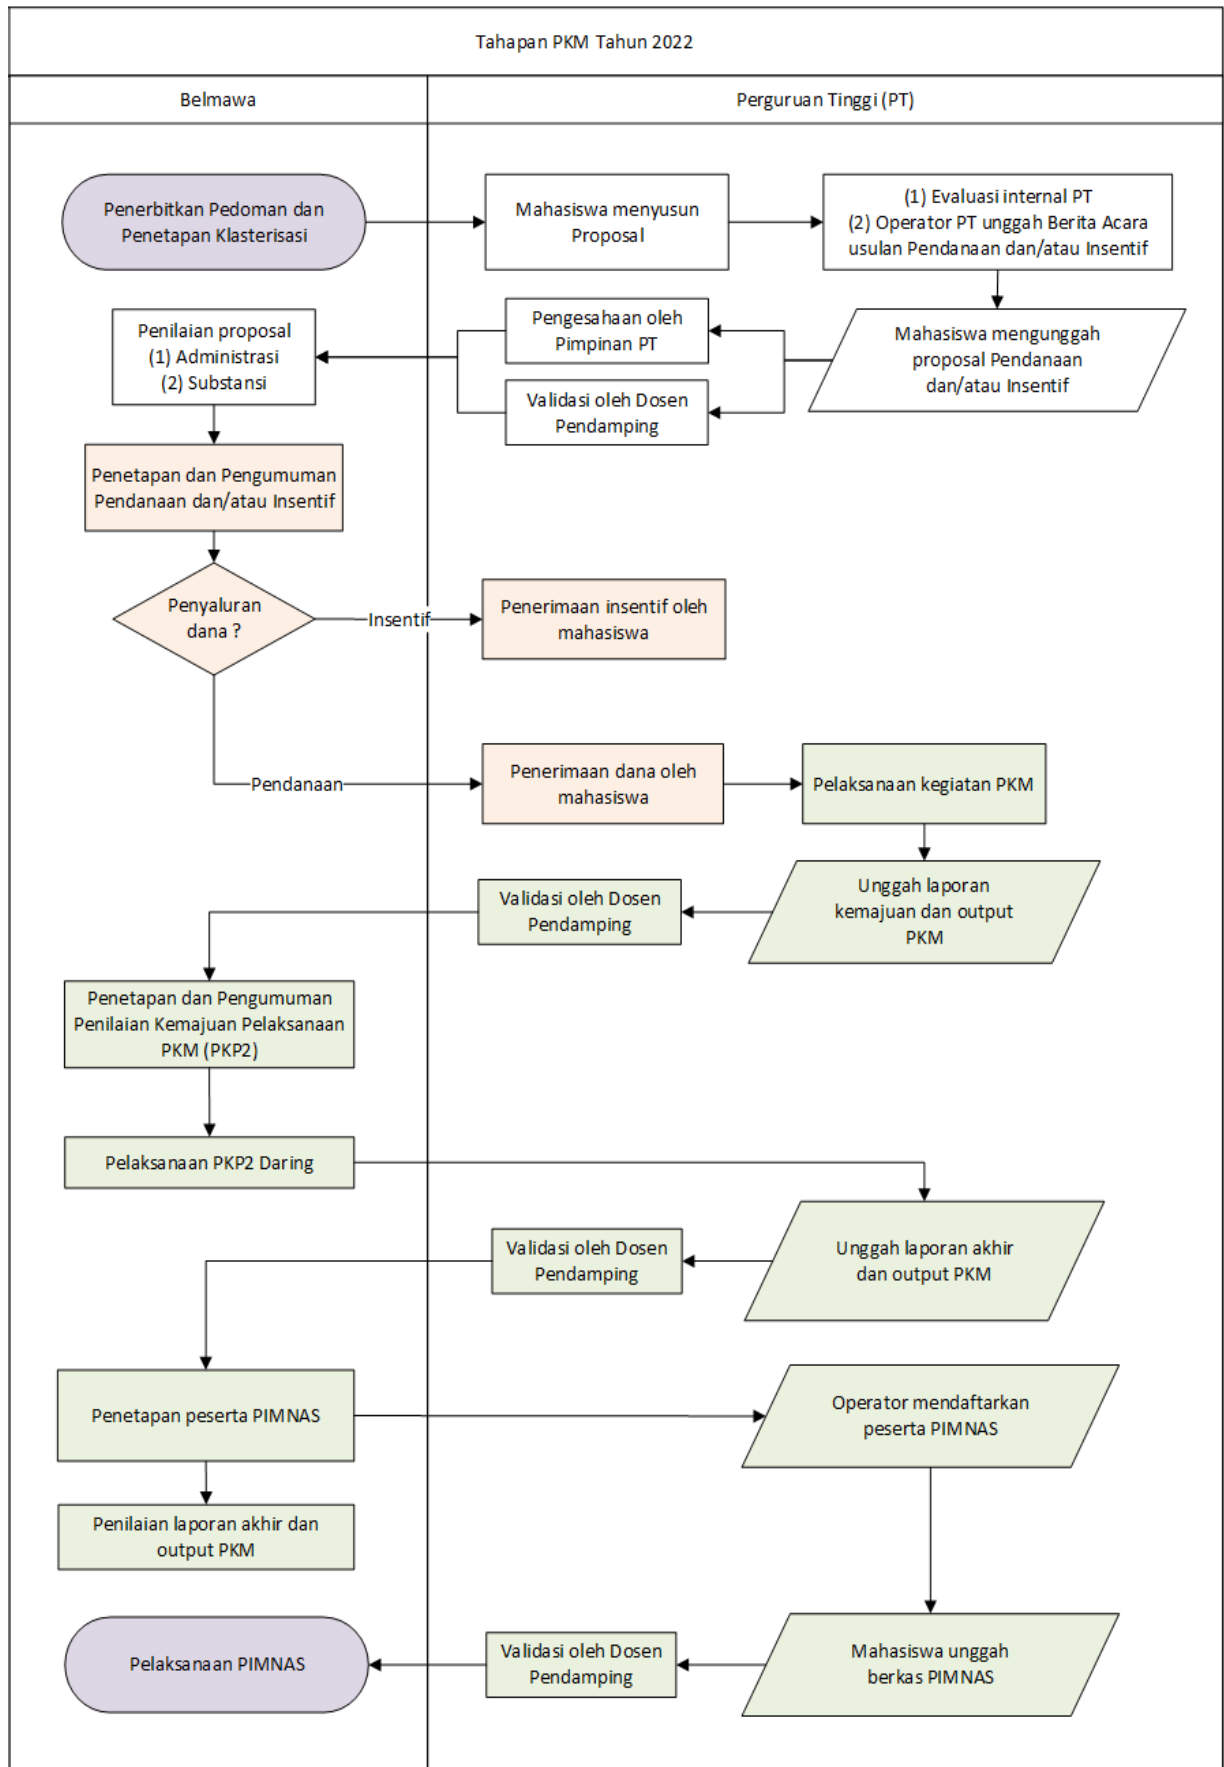 Tahapan PKM Tahun 2022
Belmawa
Perguruan Tinggi (PT)
Penerbitkan Pedoman dan
Penetapan Klasterisasi
Mahasiswa menyusun
Proposal
(1) Evaluasi internal PT
(2) Operator PT unggah Berita Acara
usulan Pendanaan dan/atau Insentif
Mahasiswa mengunggah
proposal Pendanaan
dan/atau Insentif
Pengesahaan oleh
Pimpinan PT
Validasi oleh Dosen
Pendamping
Penilaian proposal
(1) Administrasi
(2) Substansi
Penetapan dan Pengumuman
Pendanaan dan/atau Insentif
Penyaluran
dana ?
Insentif
Penerimaan insentif oleh
mahasiswa
Pendanaan
Penerimaan dana oleh
mahasiswa
Pelaksanaan kegiatan PKM
Unggah laporan
kemajuan dan output
PKM
Validasi oleh Dosen
Pendamping
Penetapan dan Pengumuman
Penilaian Kemajuan Pelaksanaan
PKM (PKP2)
Pelaksanaan PKP2 Daring
Unggah laporan akhir
dan output PKM
Validasi oleh Dosen
Pendamping
Penetapan peserta PIMNAS
Operator mendaftarkan
peserta PIMNAS
Penilaian laporan akhir dan
output PKM
Mahasiswa unggah
berkas PIMNAS
Validasi oleh Dosen
Pendamping
Pelaksanaan PIMNAS